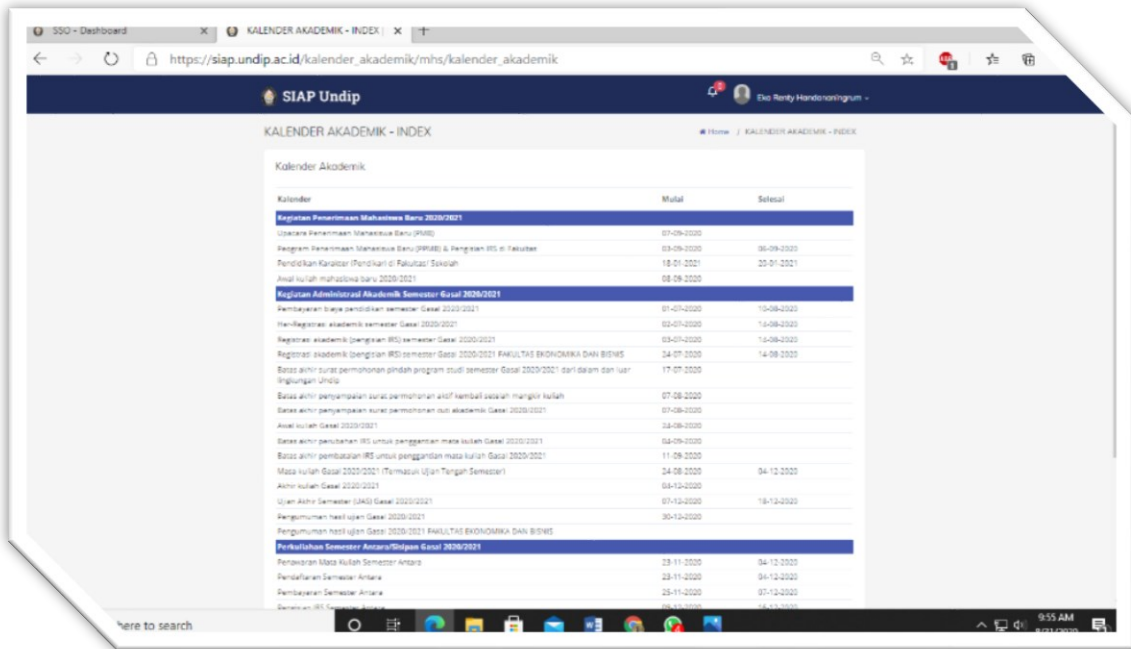 SSO - Dashboard
KALENDER AKADEMIK - INDEX
https://siap.undip.ac.id/kalender_akademik/mhs/kalender_akademik
SIAP Undip
Eko Renty Handananingrum
KALENDER AKADEMIK - INDEX
Home / KALENDER AKADEMIK - INDEX
Kalender Akademik
Kalender Mulai Selesai
Kegiatan Penerimaan Mahasiswa Baru 2020/2021
Upacara Penerimaan Mahasiswa Baru (PMB) 07-09-2020
Program Penerimaan Mahasiswa Baru (PPMB) & Pengisian IRS di Fakultas 03-09-2020 06-09-2020
Pendidikan Karakter (Pendikar) di Fakultas/ Sekolah 18-01-2021 20-01-2021
Awal kuliah mahasiswa baru 2020/2021 08-09-2020
Kegiatan Administrasi Akademik Semester Gasal 2020/2021
Pembayaran biaya pendidikan semester Gasal 2020/2021 01-07-2020 10-08-2020
Her-Registrasi akademik semester Gasal 2020/2021 02-07-2020 14-08-2020
Registrasi akademik (pengisian IRS) semester Gasal 2020/2021 03-07-2020 14-08-2020
Registrasi akademik (pengisian IRS) semester Gasal 2020/2021 FAKULTAS EKONOMIKA DAN BISNIS 24-07-2020 14-08-2020
Batas akhir surat permohonan pindah program studi semester Gasal 2020/2021 dari dalam dan luar 17-07-2020
lingkungan Undip
Batas akhir penyampaian surat permohonan aktif kembali setelah mangkir kuliah 07-08-2020
Batas akhir penyampaian surat permohonan cuti akademik Gasal 2020/2021 07-08-2020
Awal kuliah Gasal 2020/2021 24-08-2020
Batas akhir perubahan IRS untuk penggantian mata kuliah Gasal 2020/2021 04-09-2020
Batas akhir pembatalan IRS untuk penggantian mata kuliah Gasal 2020/2021 11-09-2020
Masa kuliah Gasal 2020/2021 (Termasuk Ujian Tengah Semester) 24-08-2020 04-12-2020
Akhir kuliah Gasal 2020/2021 04-12-2020
Ujian Akhir Semester (UAS) Gasal 2020/2021 07-12-2020 18-12-2020
Pengumuman hasil ujian Gasal 2020/2021 30-12-2020
Pengumuman hasil ujian Gasal 2020/2021 FAKULTAS EKONOMIKA DAN BISNIS
Perkuliahan Semester Antara/Sisipan Gasal 2020/2021
Penawaran Mata Kuliah Semester Antara 23-11-2020 04-12-2020
Pendaftaran Semester Antara 23-11-2020 04-12-2020
Pembayaran Semester Antara 25-11-2020 07-12-2020
Pengisian IRS Semester Antara
here to search
9:55 AM